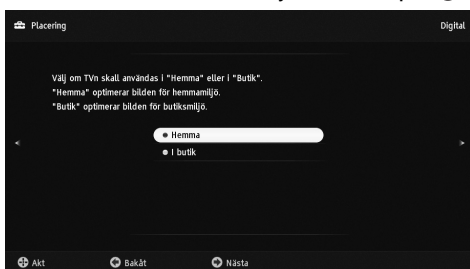 Placering
Digital
Välj om TVn skall användas i "Hemma" eller i "Butik".
"Hemma" optimerar bilden för hemmamiljö.
"Butik" optimerar bilden för butiksmiljö.
Hemma
I butik
Akt
Bakåt
Nästa